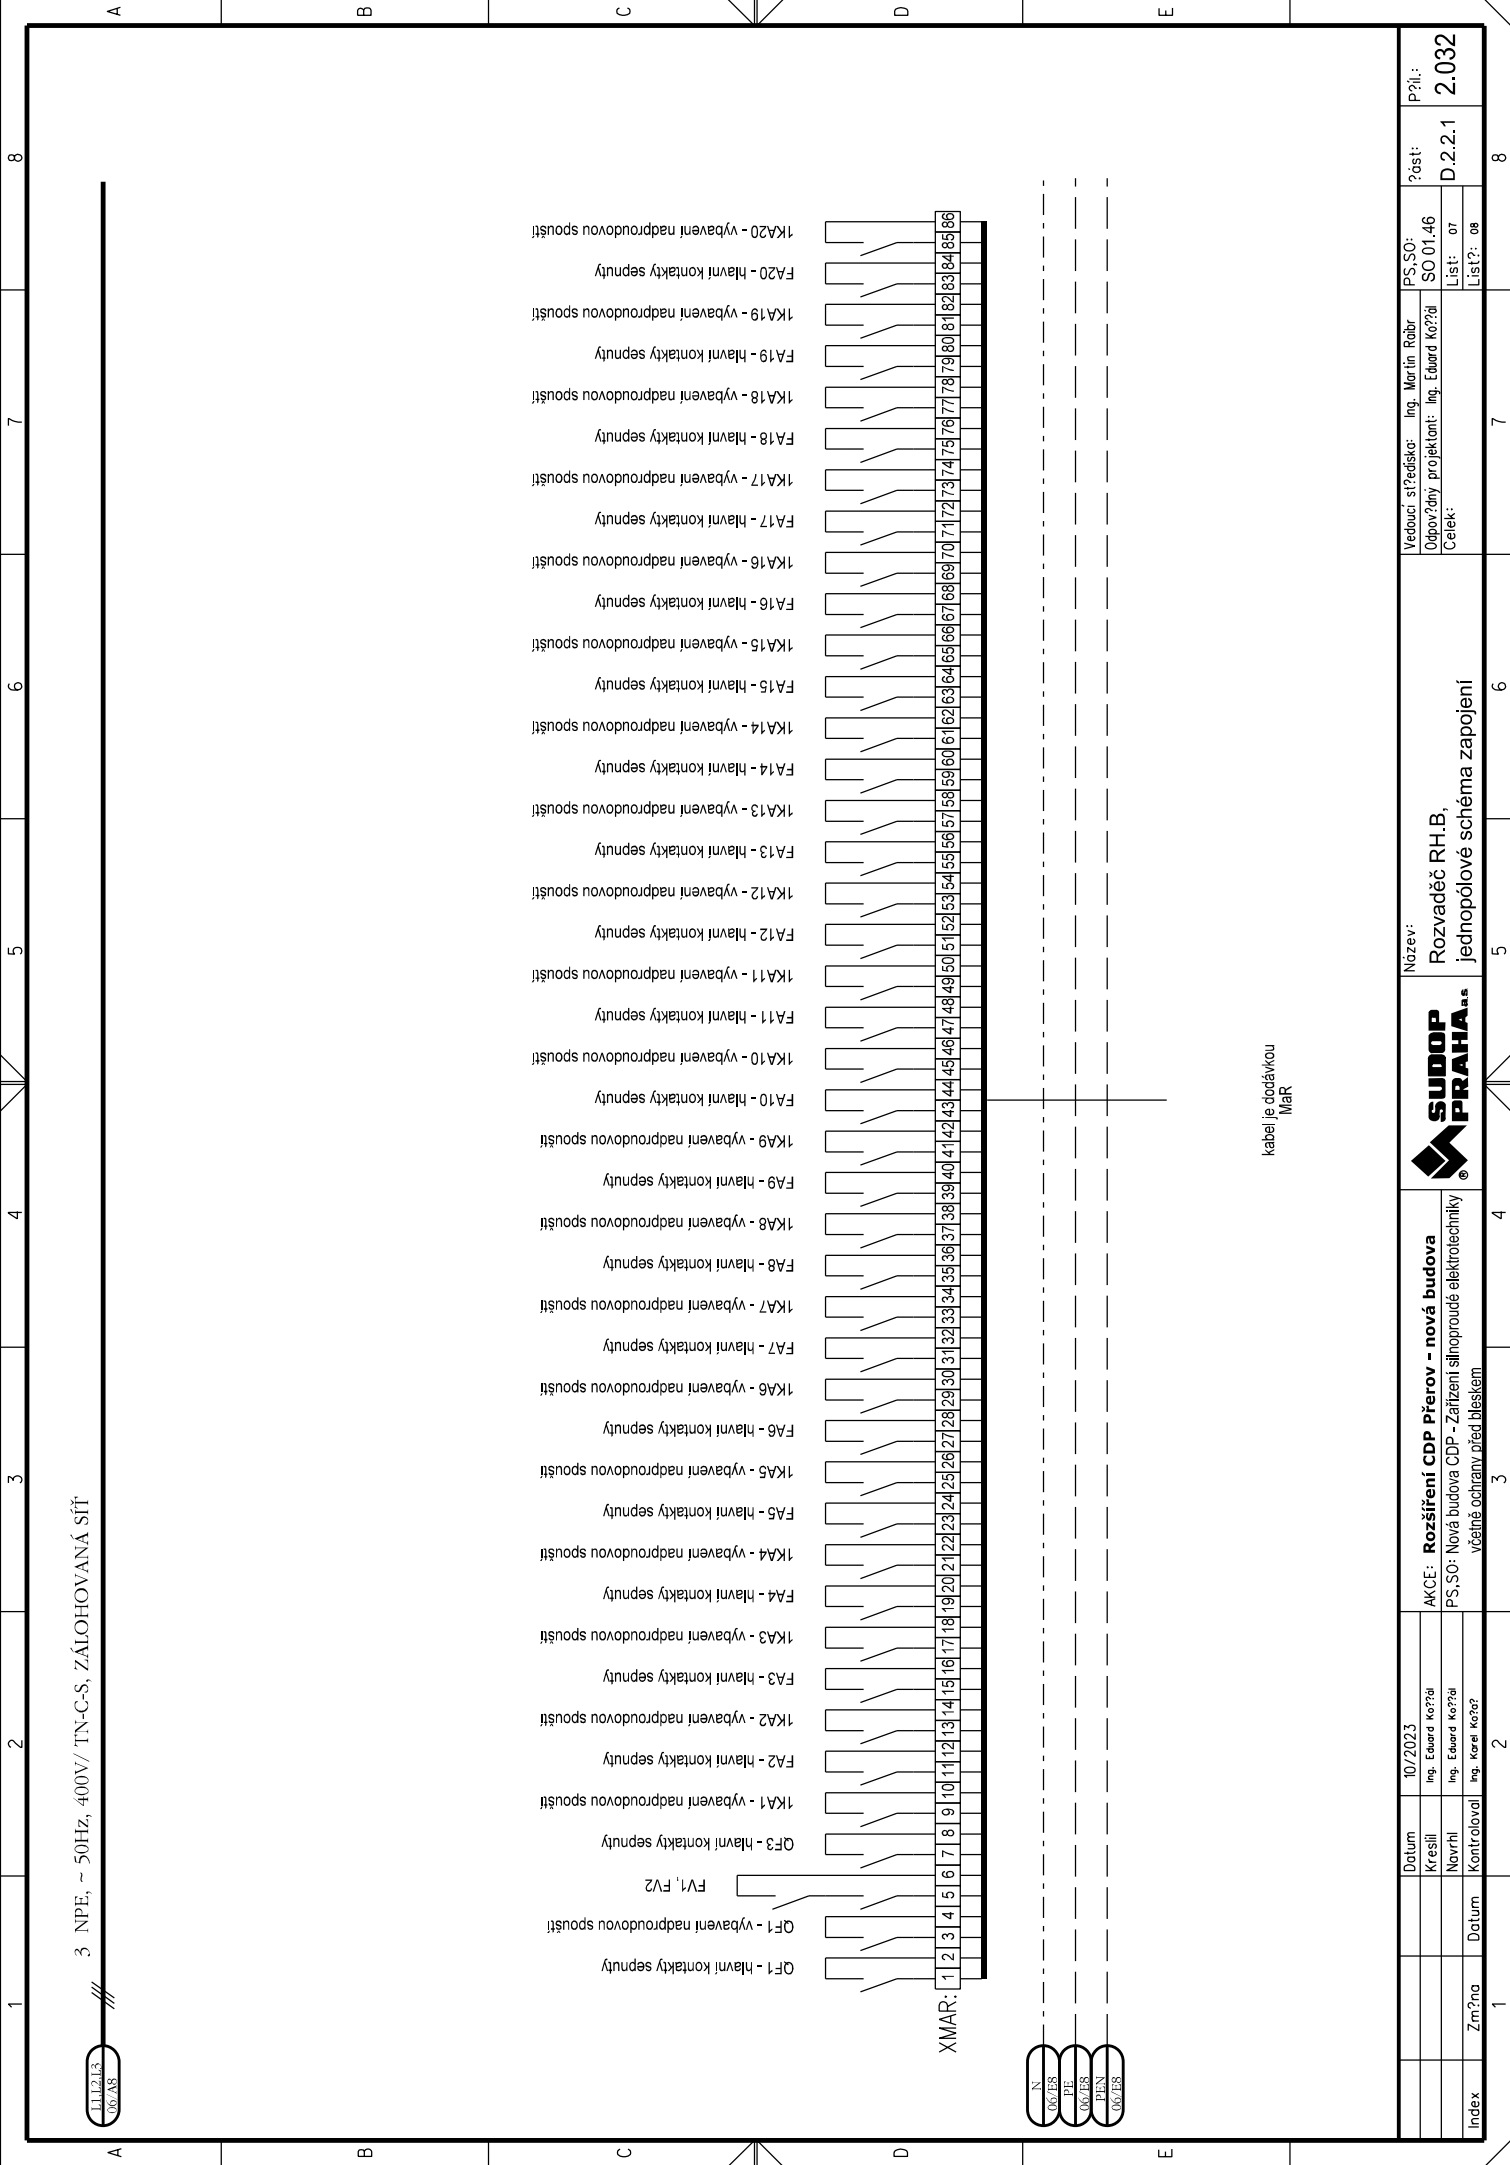 1 2 3 4 5 6 7 8
A B C D E
L1,L2,L3
06/A8
3 NPE, ~ 50Hz, 400V/ TN-C-S, ZÁLOHOVANÁ SÍŤ
QF1 - hlavní kontakty sepnuty
QF1 - vybavení nadproudovou spouští
FV1, FV2
QF3 - hlavní kontakty sepnuty
1KA1 - vybavení nadproudovou spouští
FA2 - hlavní kontakty sepnuty
1KA2 - vybavení nadproudovou spouští
FA3 - hlavní kontakty sepnuty
1KA3 - vybavení nadproudovou spouští
FA4 - hlavní kontakty sepnuty
1KA4 - vybavení nadproudovou spouští
FA5 - hlavní kontakty sepnuty
1KA5 - vybavení nadproudovou spouští
FA6 - hlavní kontakty sepnuty
1KA6 - vybavení nadproudovou spouští
FA7 - hlavní kontakty sepnuty
1KA7 - vybavení nadproudovou spouští
FA8 - hlavní kontakty sepnuty
1KA8 - vybavení nadproudovou spouští
FA9 - hlavní kontakty sepnuty
1KA9 - vybavení nadproudovou spouští
FA10 - hlavní kontakty sepnuty
1KA10 - vybavení nadproudovou spouští
FA11 - hlavní kontakty sepnuty
1KA11 - vybavení nadproudovou spouští
FA12 - hlavní kontakty sepnuty
1KA12 - vybavení nadproudovou spouští
FA13 - hlavní kontakty sepnuty
1KA13 - vybavení nadproudovou spouští
FA14 - hlavní kontakty sepnuty
1KA14 - vybavení nadproudovou spouští
FA15 - hlavní kontakty sepnuty
1KA15 - vybavení nadproudovou spouští
FA16 - hlavní kontakty sepnuty
1KA16 - vybavení nadproudovou spouští
FA17 - hlavní kontakty sepnuty
1KA17 - vybavení nadproudovou spouští
FA18 - hlavní kontakty sepnuty
1KA18 - vybavení nadproudovou spouští
FA19 - hlavní kontakty sepnuty
1KA19 - vybavení nadproudovou spouští
FA20 - hlavní kontakty sepnuty
1KA20 - vybavení nadproudovou spouští
XMAR: 1 2 3 4 5 6 7 8 9 10 11 12 13 14 15 16 17 18 19 20 21 22 23 24 25 26 27 28 29 30 31 32 33 34 35 36 37 38 39 40 41 42 43 44 45 46 47 48 49 50 51 52 53 54 55 56 57 58 59 60 61 62 63 64 65 66 67 68 69 70 71 72 73 74 75 76 77 78 79 80 81 82 83 84 85 86
N
06/E8
PE
06/E8
PEN
06/E8
kabel je dodávkou
MaR
A B C D E
Index Zm?na Datum
Datum 10/2023
Kreslil Ing. Eduard Ko??ál
Navrhl Ing. Eduard Ko??ál
Kontroloval Ing. Karel Ko?a?
AKCE: Rozšíření CDP Přerov - nová budova
PS,SO: Nová budova CDP - Zařízení silnoproudé elektrotechniky
včetně ochrany před bleskem
® SUDOP
PRAHA a.s.
Název:
Rozvaděč RH.B,
jednopólové schéma zapojení
Vedoucí st?ediska: Ing. Martin Raibr
Odpov?dný projektant: Ing. Eduard Ko??ál
Celek:
PS,SO:
SO 01.46
List: 07
List?: 08
?ást:
D.2.2.1
P?íl.:
2.032
1 2 3 4 5 6 7 8